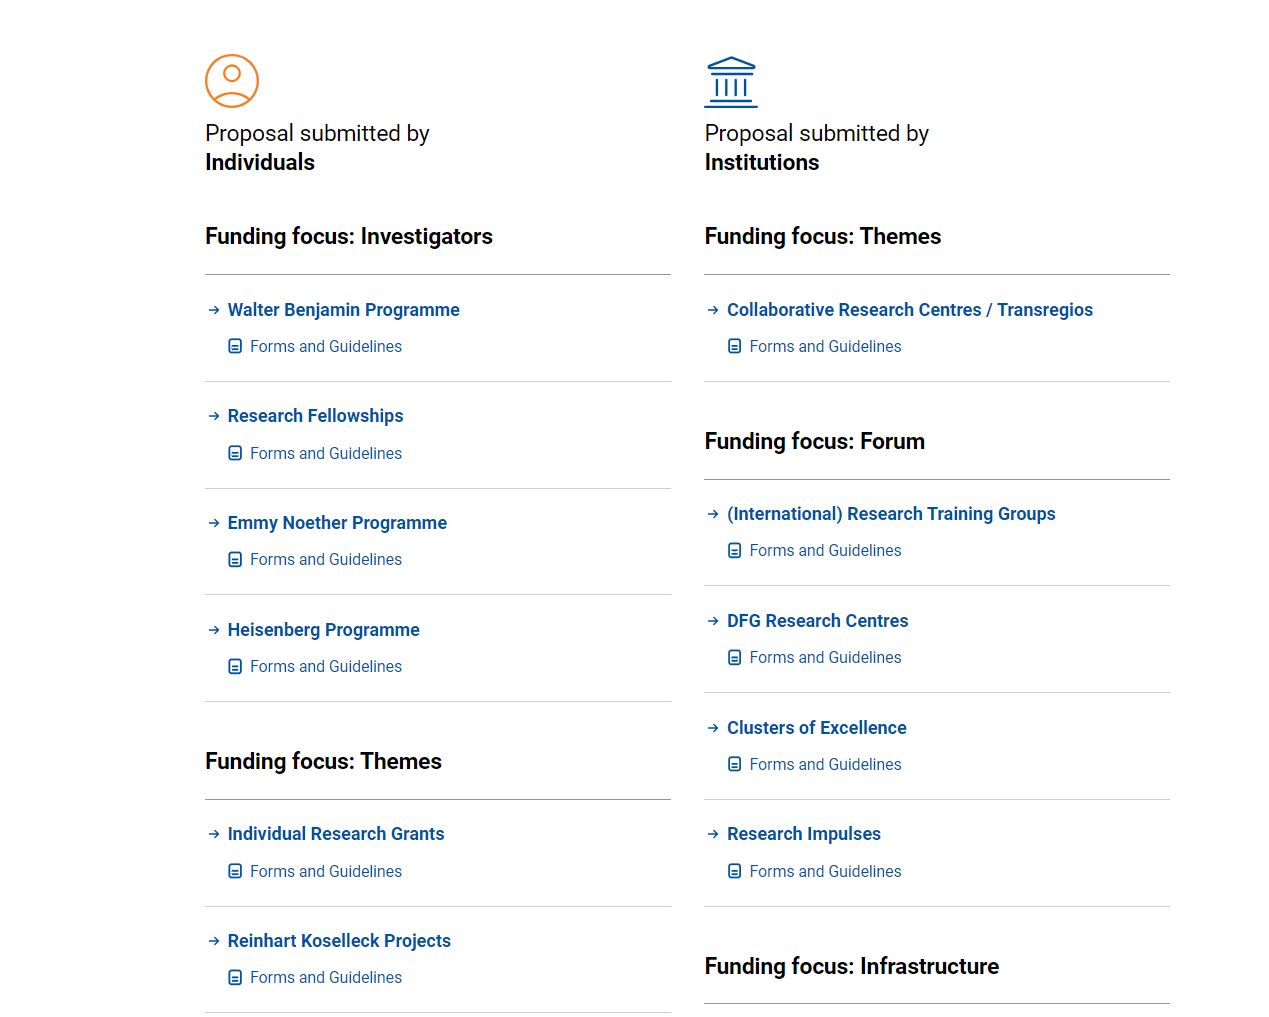 Proposal submitted by
Individuals
Funding focus: Investigators
Walter Benjamin Programme
Forms and Guidelines
Research Fellowships
Forms and Guidelines
Emmy Noether Programme
Forms and Guidelines
Heisenberg Programme
Forms and Guidelines
Funding focus: Themes
Individual Research Grants
Forms and Guidelines
Reinhart Koselleck Projects
Forms and Guidelines
Proposal submitted by
Institutions
Funding focus: Themes
Collaborative Research Centres / Transregios
Forms and Guidelines
Funding focus: Forum
(International) Research Training Groups
Forms and Guidelines
DFG Research Centres
Forms and Guidelines
Clusters of Excellence
Forms and Guidelines
Research Impulses
Forms and Guidelines
Funding focus: Infrastructure